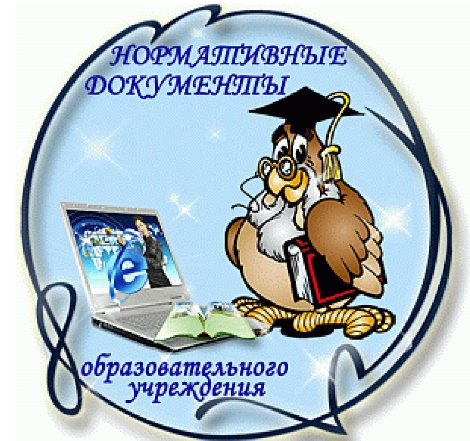 НОРМАТИВНЫЕ
ДОКУМЕНТЫ
образовательного
учреждения